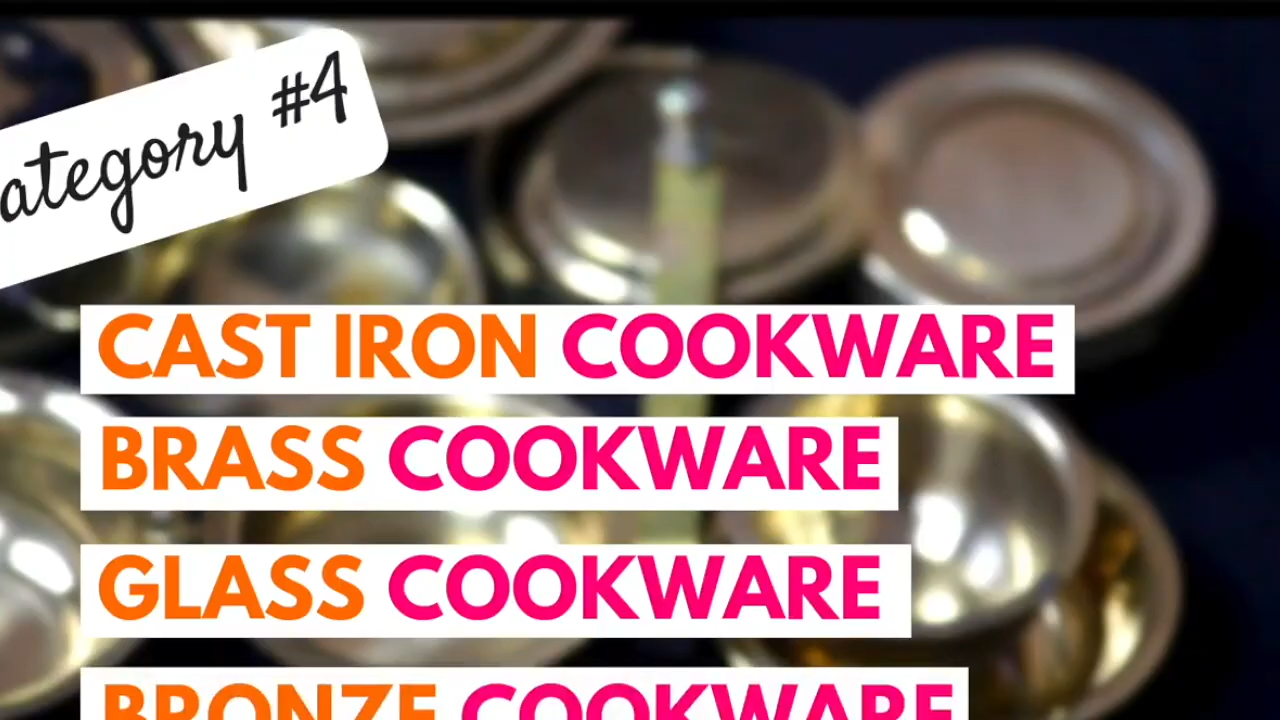 ategory #4
CAST IRON COOKWARE
BRASS COOKWARE
GLASS COOKWARE
BRONZE COOKWARE